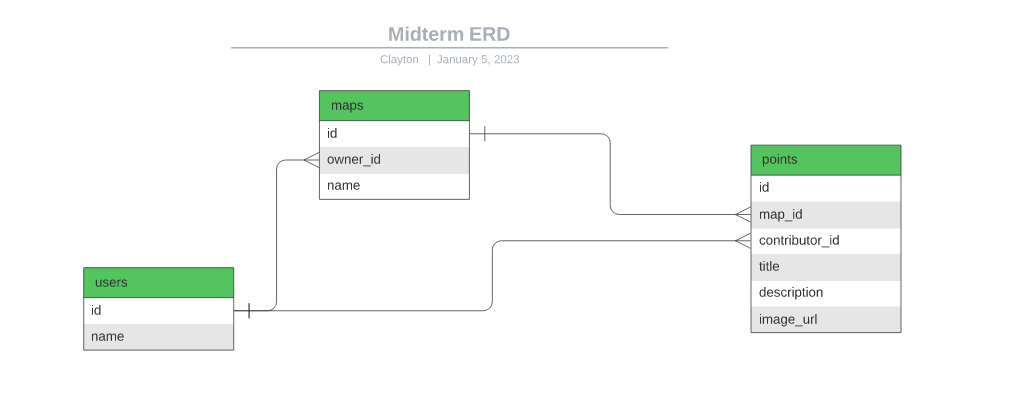 Midterm ERD
Clayton | January 5, 2023
maps
id
owner_id
name
points
id
map_id
contributor_id
title
description
image_url
users
id
name